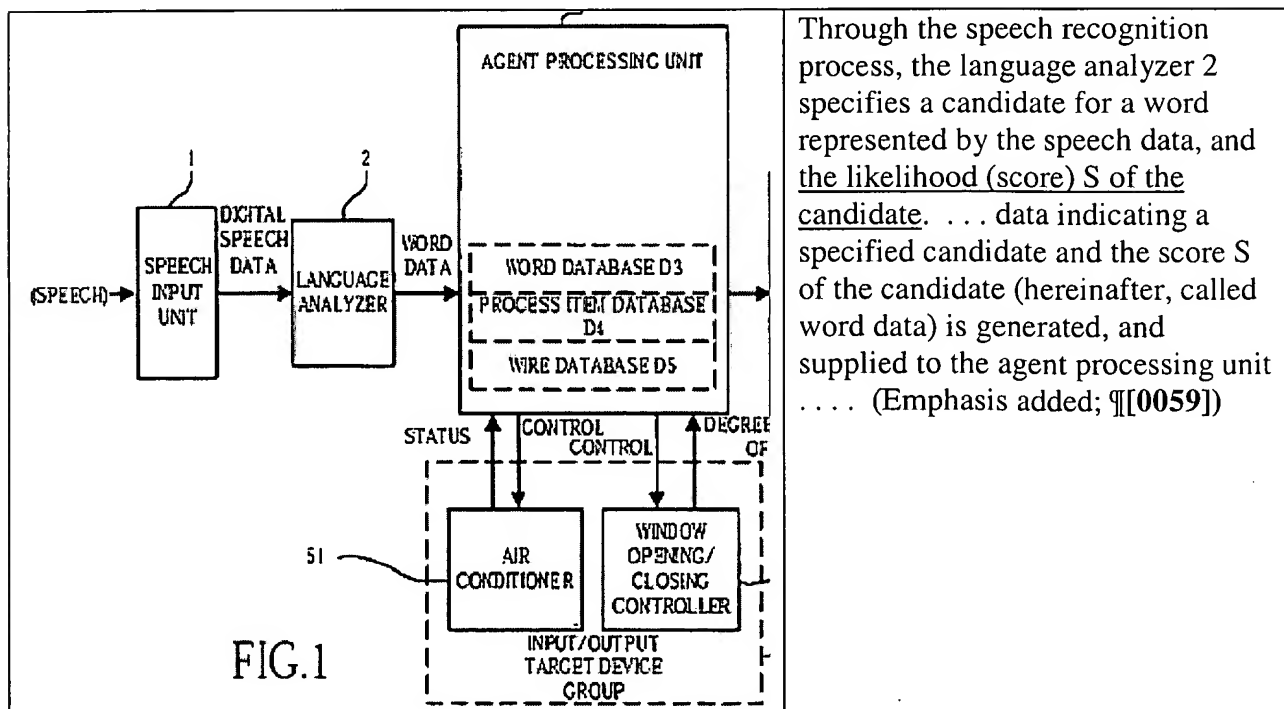 AGENT PROCESSING UNIT
1
2
(SPEECH)
SPEECH
INPUT
UNIT
DIGITAL
SPEECH
DATA
LANGUAGE
ANALYZER
WORD
DATA
WORD DATABASE D3
PROCESS ITEM DATABASE
D4
WIRE DATABASE D5
STATUS
CONTROL
CONTROL
DEGREE
OF
51
AIR
CONDITIONER
WINDOW
OPENING/
CLOSING
CONTROLLER
INPUT/OUTPUT
TARGET DEVICE
GROUP
FIG.1
Through the speech recognition
process, the language analyzer 2
specifies a candidate for a word
represented by the speech data, and
the likelihood (score) S of the
candidate. . . . data indicating a
specified candidate and the score S
of the candidate (hereinafter, called
word data) is generated, and
supplied to the agent processing unit
. . . . (Emphasis added; ¶[0059])